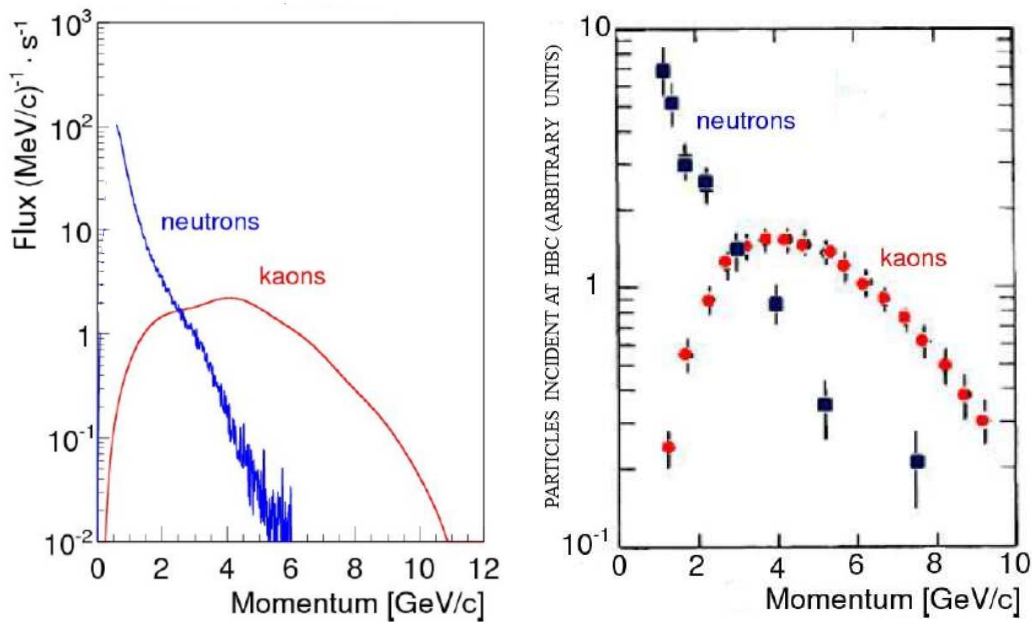 Flux (MeV/c)⁻¹ · s⁻¹
10³
10²
10
1
10⁻¹
10⁻²
neutrons
kaons
0 2 4 6 8 10 12
Momentum [GeV/c]
PARTICLES INCIDENT AT HBC (ARBITRARY UNITS)
10
1
10⁻¹
neutrons
kaons
0 2 4 6 8 10
Momentum [GeV/c]